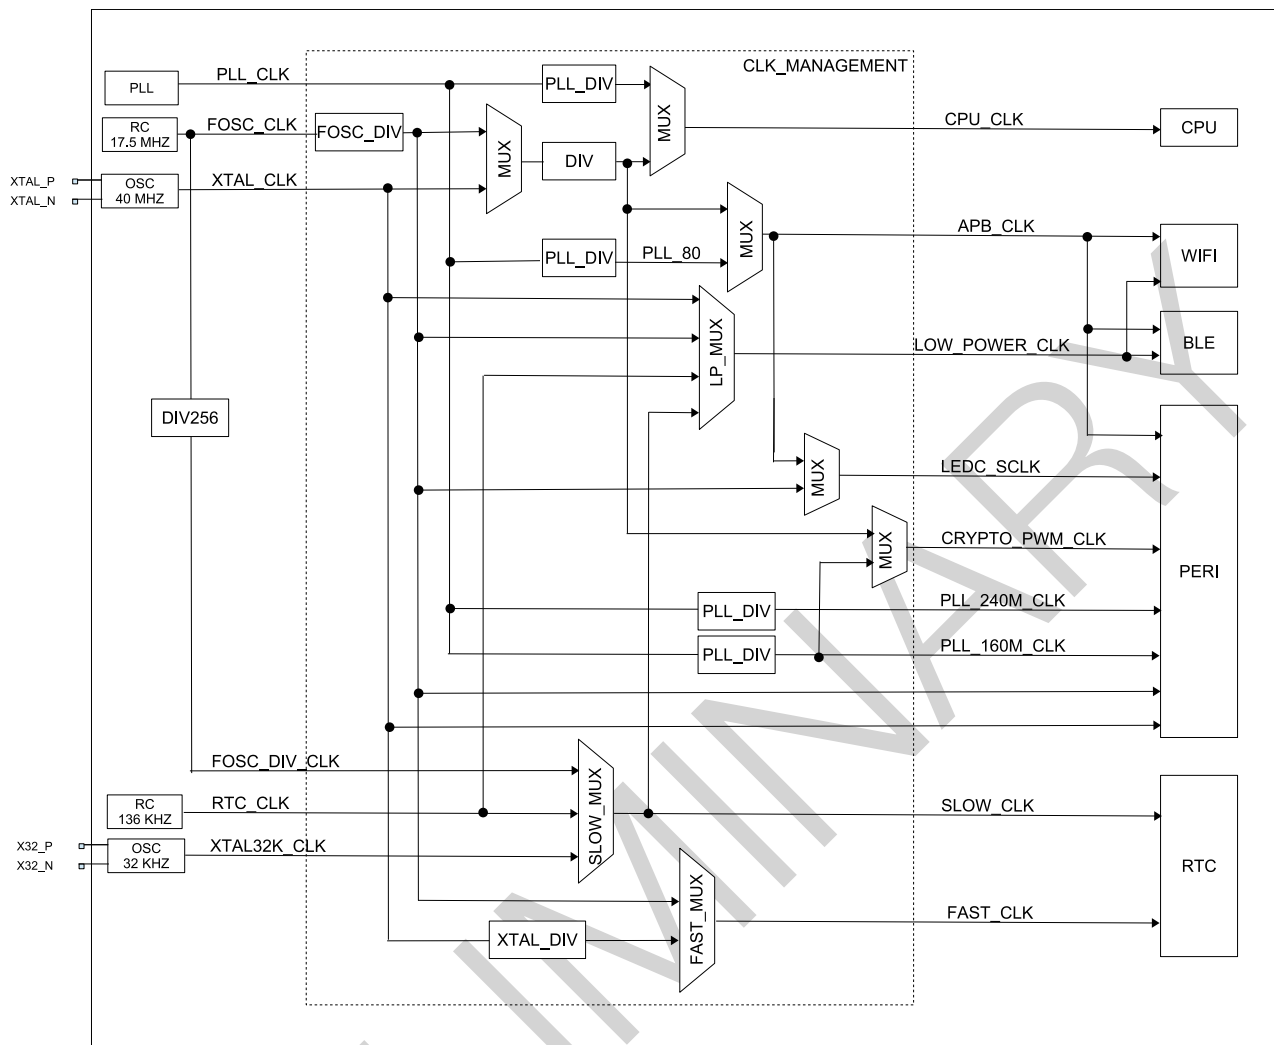 CLK_MANAGEMENT
PLL
PLL_CLK
PLL_DIV
MUX
RC
17.5 MHZ
FOSC_CLK
FOSC_DIV
MUX
DIV
CPU_CLK
CPU
XTAL_P
XTAL_N
OSC
40 MHZ
XTAL_CLK
PLL_DIV
PLL_80
MUX
APB_CLK
WIFI
LP_MUX
LOW_POWER_CLK
BLE
DIV256
MUX
LEDC_SCLK
MUX
CRYPTO_PWM_CLK
PERI
PLL_DIV
PLL_240M_CLK
PLL_DIV
PLL_160M_CLK
FOSC_DIV_CLK
RC
136 KHZ
RTC_CLK
SLOW_MUX
SLOW_CLK
X32_P
X32_N
OSC
32 KHZ
XTAL32K_CLK
RTC
XTAL_DIV
FAST_MUX
FAST_CLK
IMINARY